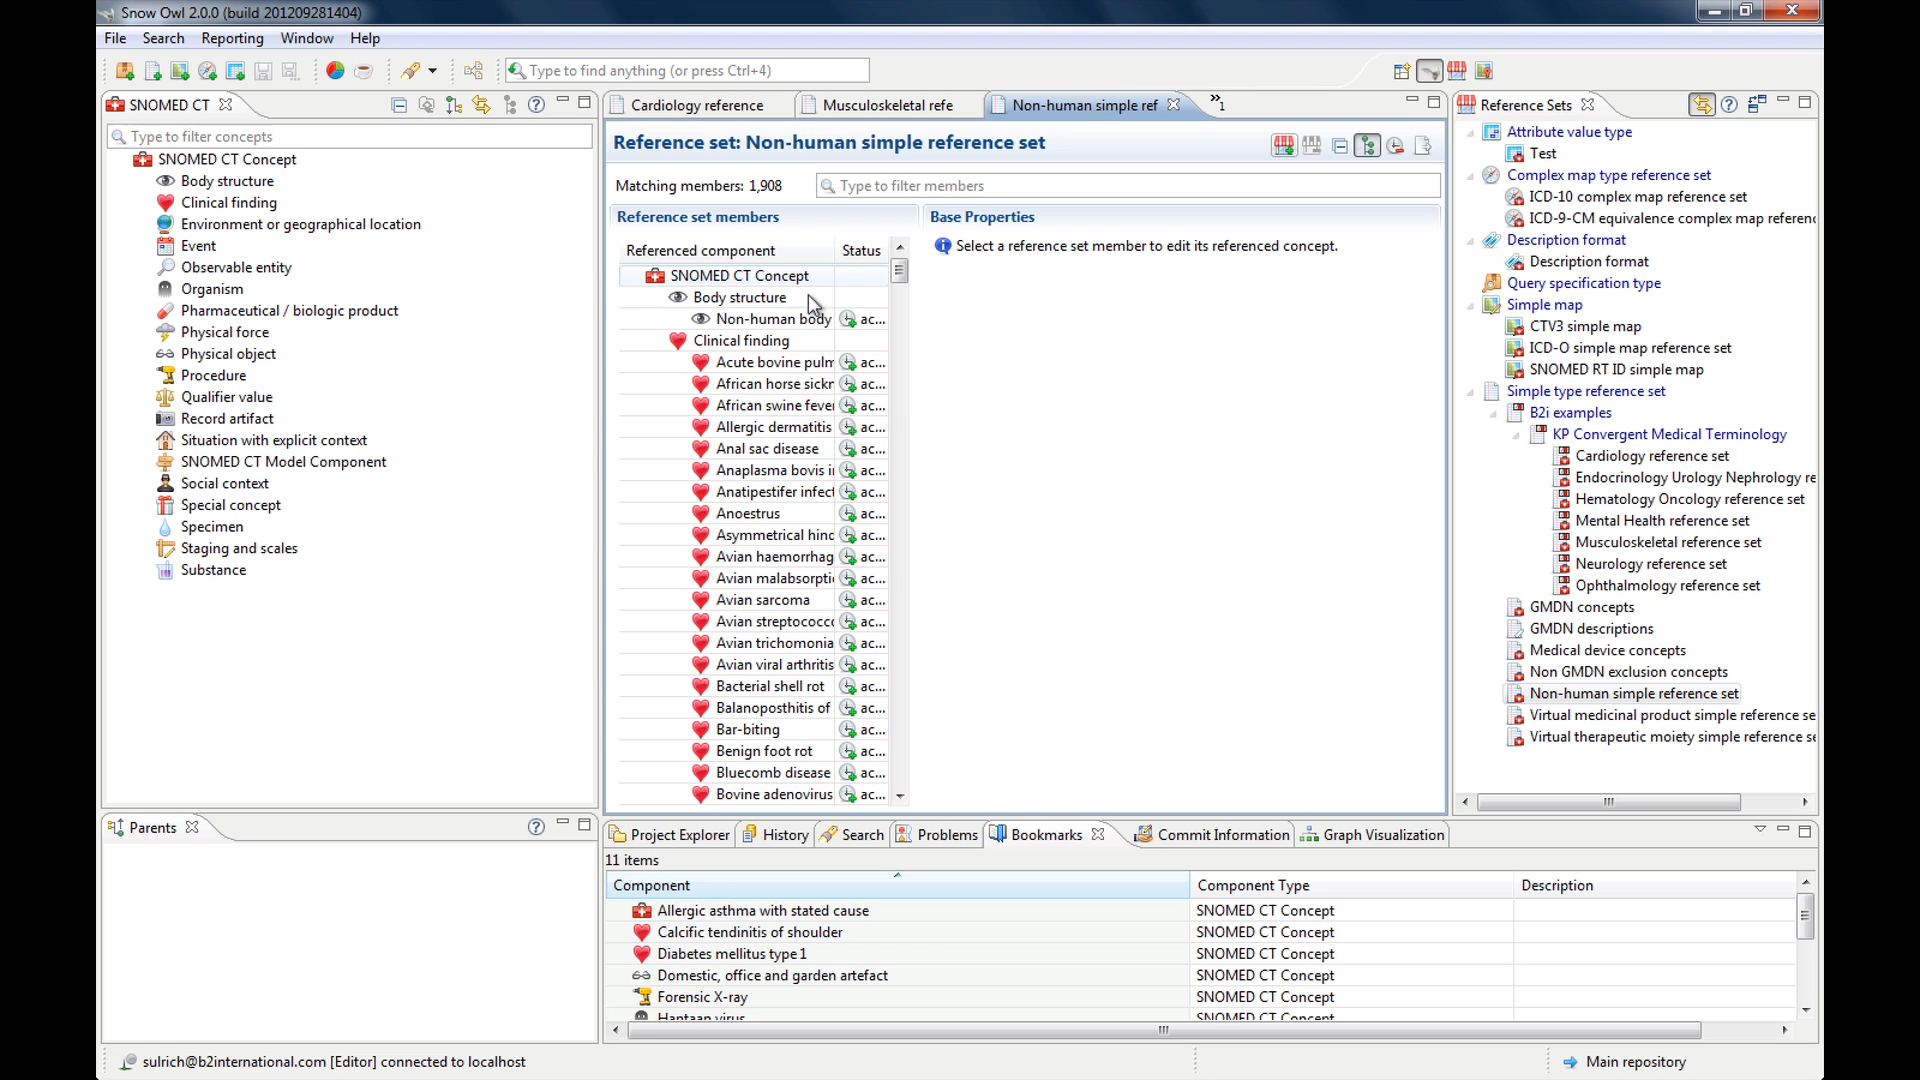 Snow Owl 2.0.0 (build 201209281404)
File Search Reporting Window Help
Type to find anything (or press Ctrl+4)
SNOMED CT
Type to filter concepts
SNOMED CT Concept
Body structure
Clinical finding
Environment or geographical location
Event
Observable entity
Organism
Pharmaceutical / biologic product
Physical force
Physical object
Procedure
Qualifier value
Record artifact
Situation with explicit context
SNOMED CT Model Component
Social context
Special concept
Specimen
Staging and scales
Substance
Parents
Cardiology reference
Musculoskeletal refe
Non-human simple ref
»1
Reference set: Non-human simple reference set
Matching members: 1,908
Type to filter members
Reference set members
Referenced component Status
SNOMED CT Concept
Body structure
Non-human body ac...
Clinical finding
Acute bovine pulm ac...
African horse sickn ac...
African swine fever ac...
Allergic dermatitis ac...
Anal sac disease ac...
Anaplasma bovis i ac...
Anatipestifer infect ac...
Anoestrus ac...
Asymmetrical hind ac...
Avian haemorrhag ac...
Avian malabsorpti ac...
Avian sarcoma ac...
Avian streptococc ac...
Avian trichomonia ac...
Avian viral arthritis ac...
Bacterial shell rot ac...
Balanoposthitis of ac...
Bar-biting ac...
Benign foot rot ac...
Bluecomb disease ac...
Bovine adenovirus ac...
Base Properties
Select a reference set member to edit its referenced concept.
Reference Sets
Attribute value type
Test
Complex map type reference set
ICD-10 complex map reference set
ICD-9-CM equivalence complex map referenc
Description format
Description format
Query specification type
Simple map
CTV3 simple map
ICD-O simple map reference set
SNOMED RT ID simple map
Simple type reference set
B2i examples
KP Convergent Medical Terminology
Cardiology reference set
Endocrinology Urology Nephrology re
Hematology Oncology reference set
Mental Health reference set
Musculoskeletal reference set
Neurology reference set
Ophthalmology reference set
GMDN concepts
GMDN descriptions
Medical device concepts
Non GMDN exclusion concepts
Non-human simple reference set
Virtual medicinal product simple reference se
Virtual therapeutic moiety simple reference se
Project Explorer History Search Problems Bookmarks Commit Information Graph Visualization
11 items
Component Component Type Description
Allergic asthma with stated cause SNOMED CT Concept
Calcific tendinitis of shoulder SNOMED CT Concept
Diabetes mellitus type 1 SNOMED CT Concept
Domestic, office and garden artefact SNOMED CT Concept
Forensic X-ray SNOMED CT Concept
Hantaan virus SNOMED CT Concept
sulrich@b2international.com [Editor] connected to localhost
Main repository